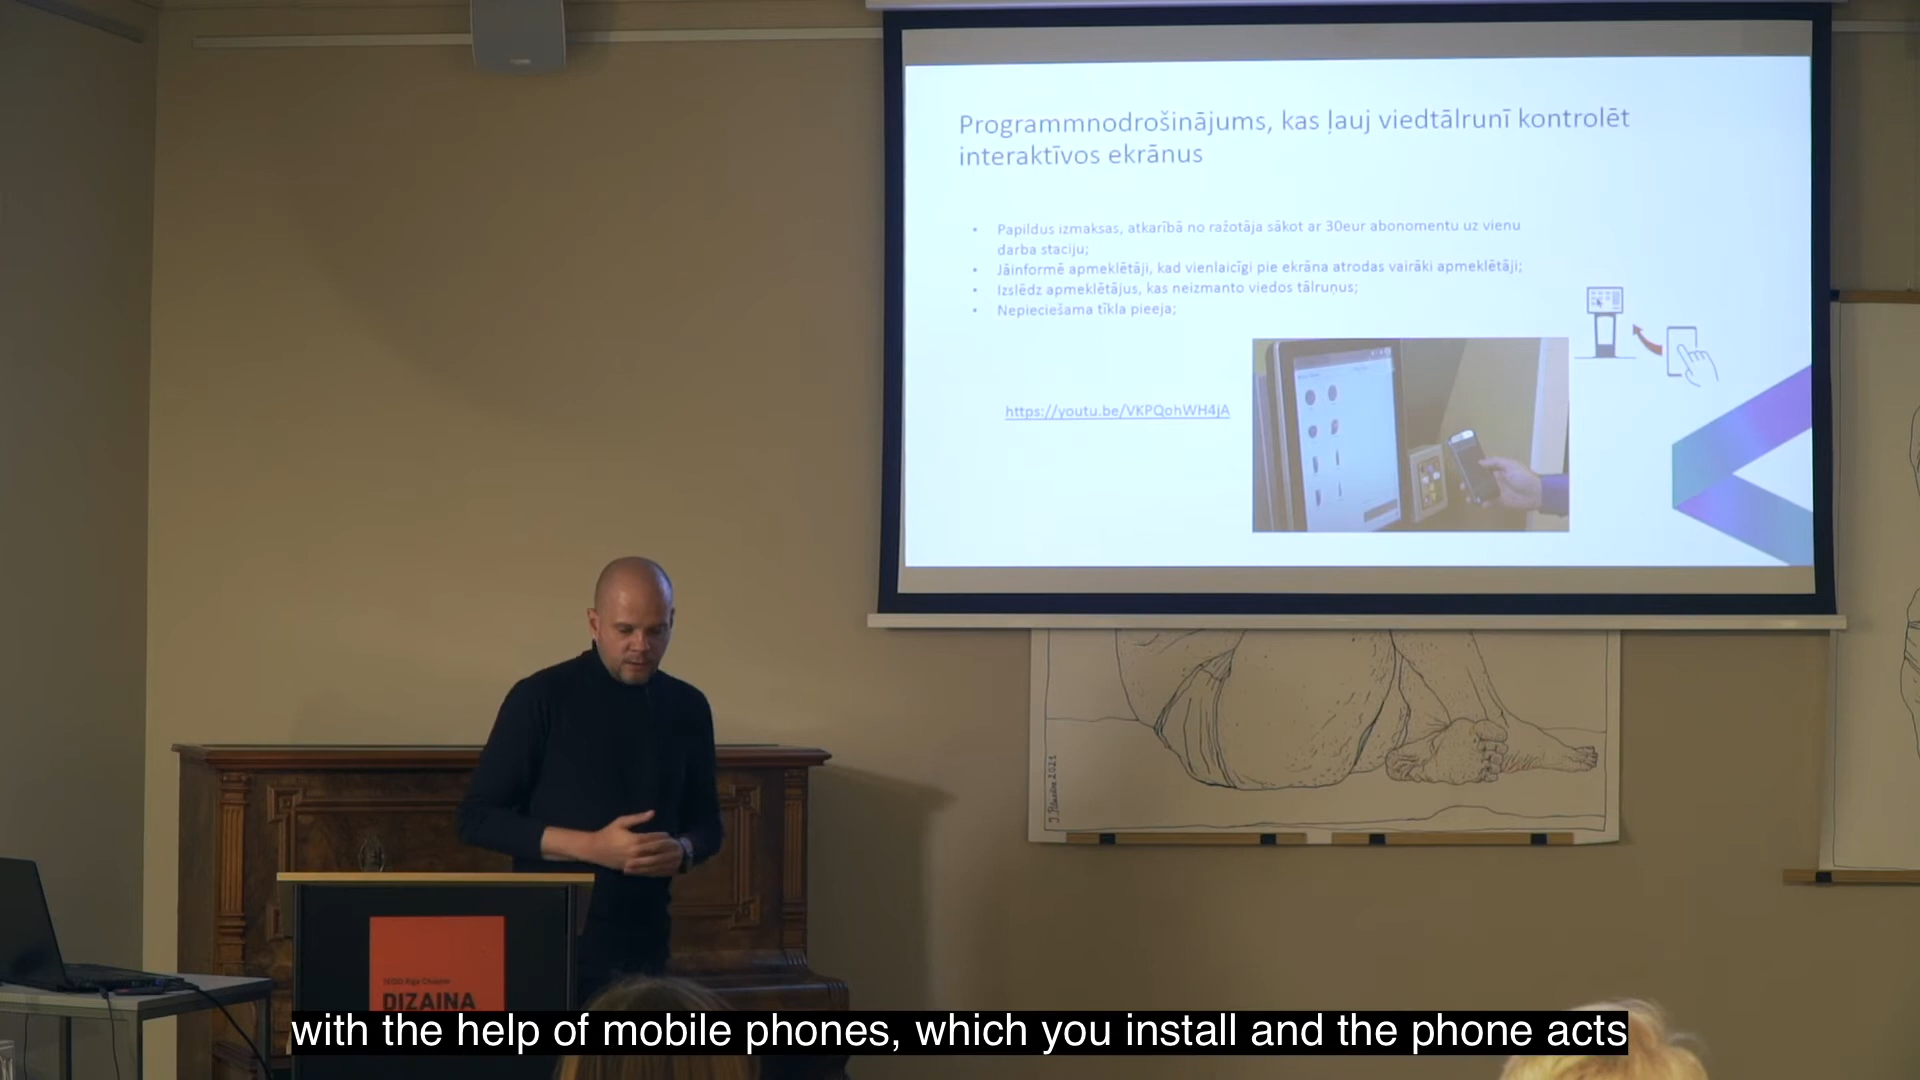 Programmnodrošinājums, kas ļauj viedtālrunī kontrolēt
interaktīvos ekrānus
• Papildus izmaksas, atkarībā no ražotāja sākot ar 30eur abonomentu uz vienu
darba staciju;
• Jāinformē apmeklētāji, kad vienlaicīgi pie ekrāna atrodas vairāki apmeklētāji;
• Izslēdz apmeklētājus, kas neizmanto viedos tālruņus;
• Nepieciešama tīkla pieeja;
https://youtu.be/VKPQohWH4jA
2021
DIZAINA
with the help of mobile phones, which you install and the phone acts